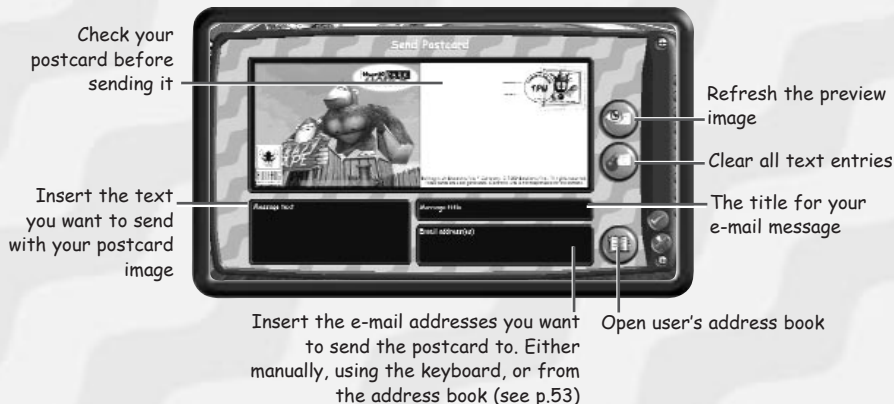 Check your
postcard before
sending it
Send Postcard
TPW
Refresh the preview
image
Clear all text entries
Insert the text
you want to send
with your postcard
image
Message text
Message title
Email address(es)
The title for your
e-mail message
Insert the e-mail addresses you want
to send the postcard to. Either
manually, using the keyboard, or from
the address book (see p.53)
Open user's address book